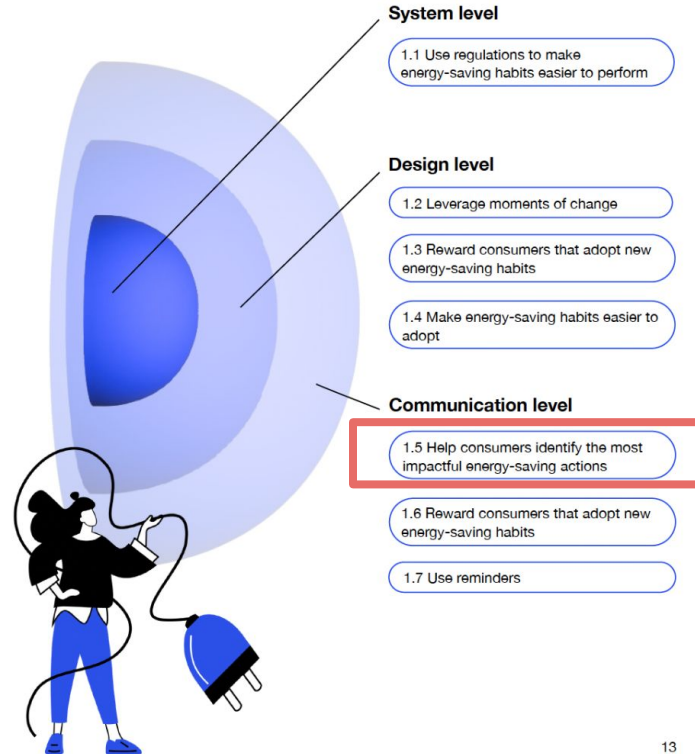 System level
1.1 Use regulations to make
energy-saving habits easier to perform
Design level
1.2 Leverage moments of change
1.3 Reward consumers that adopt new
energy-saving habits
1.4 Make energy-saving habits easier to
adopt
Communication level
1.5 Help consumers identify the most
impactful energy-saving actions
1.6 Reward consumers that adopt new
energy-saving habits
1.7 Use reminders
13